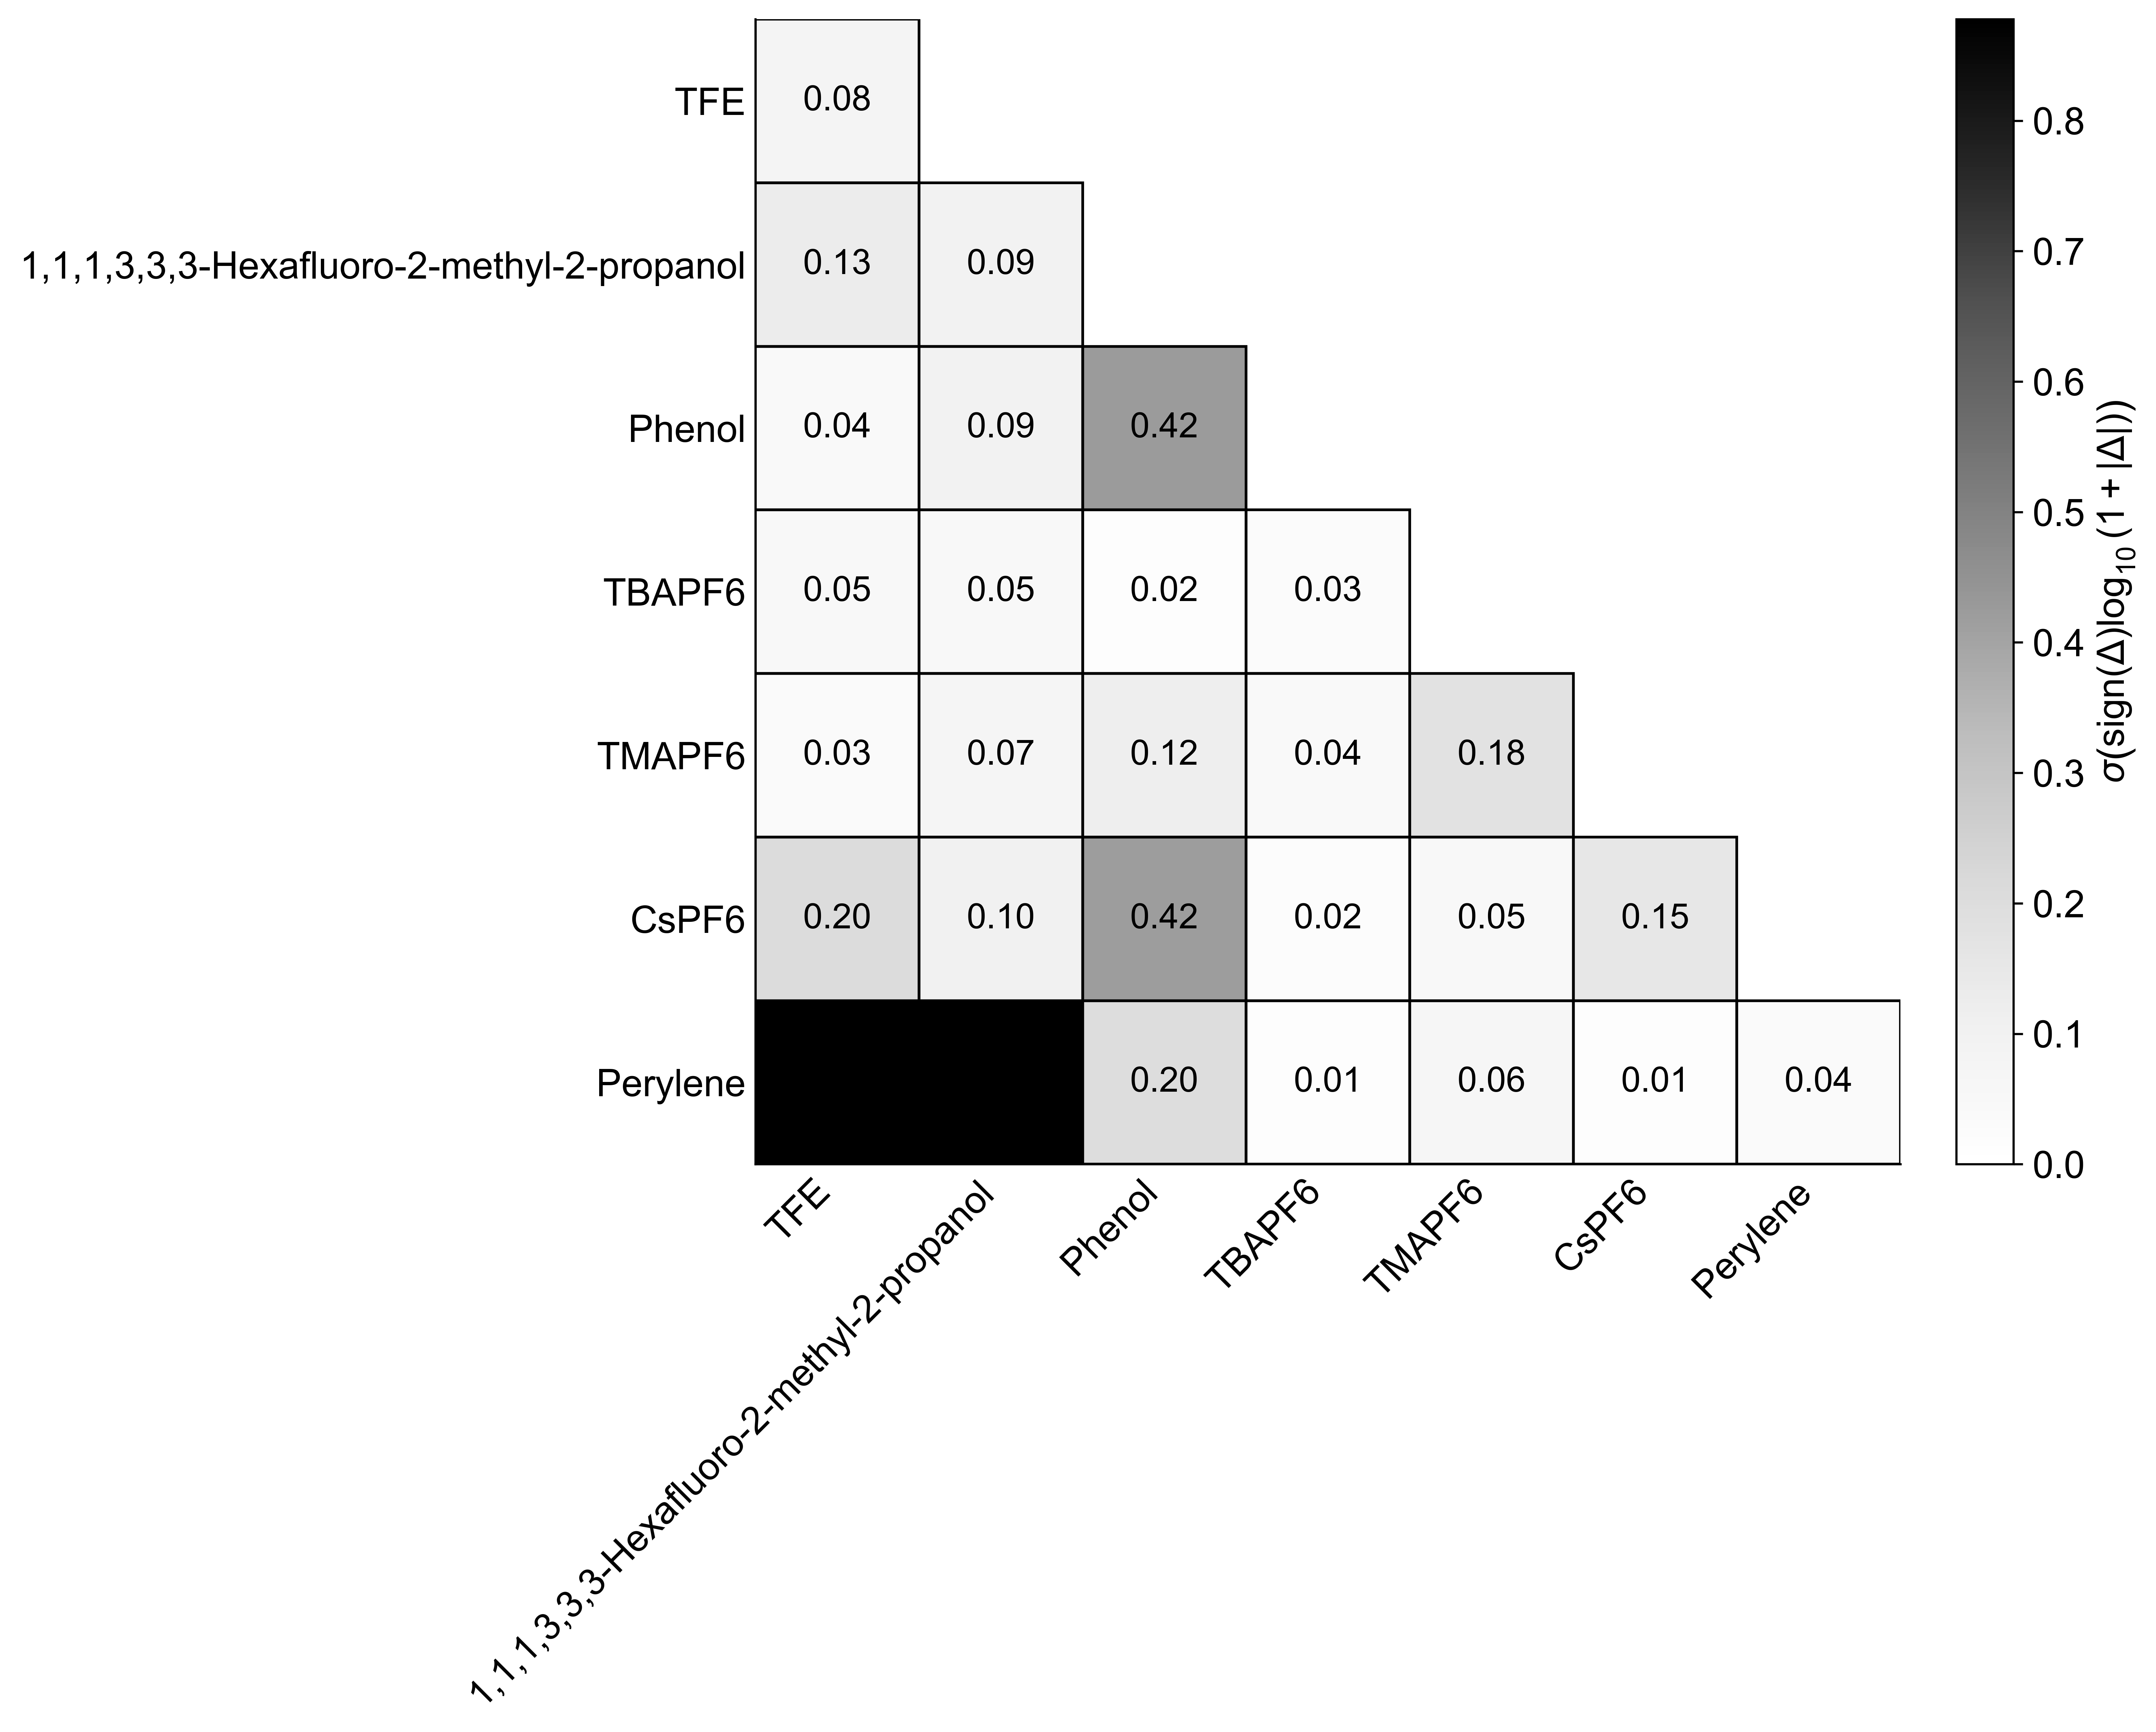 TFE 0.08
1,1,1,3,3,3-Hexafluoro-2-methyl-2-propanol 0.13 0.09
Phenol 0.04 0.09 0.42
TBAPF6 0.05 0.05 0.02 0.03
TMAPF6 0.03 0.07 0.12 0.04 0.18
CsPF6 0.20 0.10 0.42 0.02 0.05 0.15
Perylene 0.20 0.01 0.06 0.01 0.04
TFE
1,1,1,3,3,3-Hexafluoro-2-methyl-2-propanol
Phenol
TBAPF6
TMAPF6
CsPF6
Perylene
0.8
0.7
0.6
0.5
0.4
0.3
0.2
0.1
0.0
σ(sign(Δ)log₁₀ (1 + |Δ|))